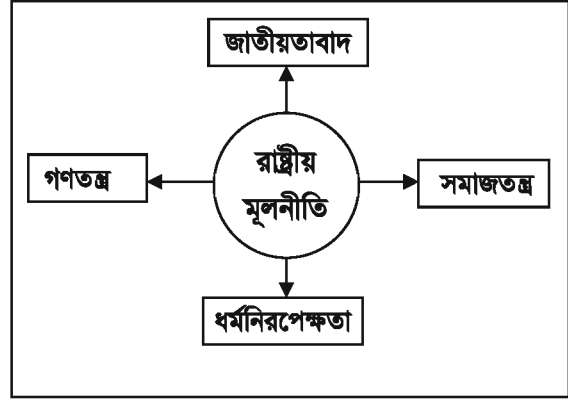 জাতীয়তাবাদ
গণতন্ত্র
রাষ্ট্রীয়
মূলনীতি
সমাজতন্ত্র
ধর্মনিরপেক্ষতা